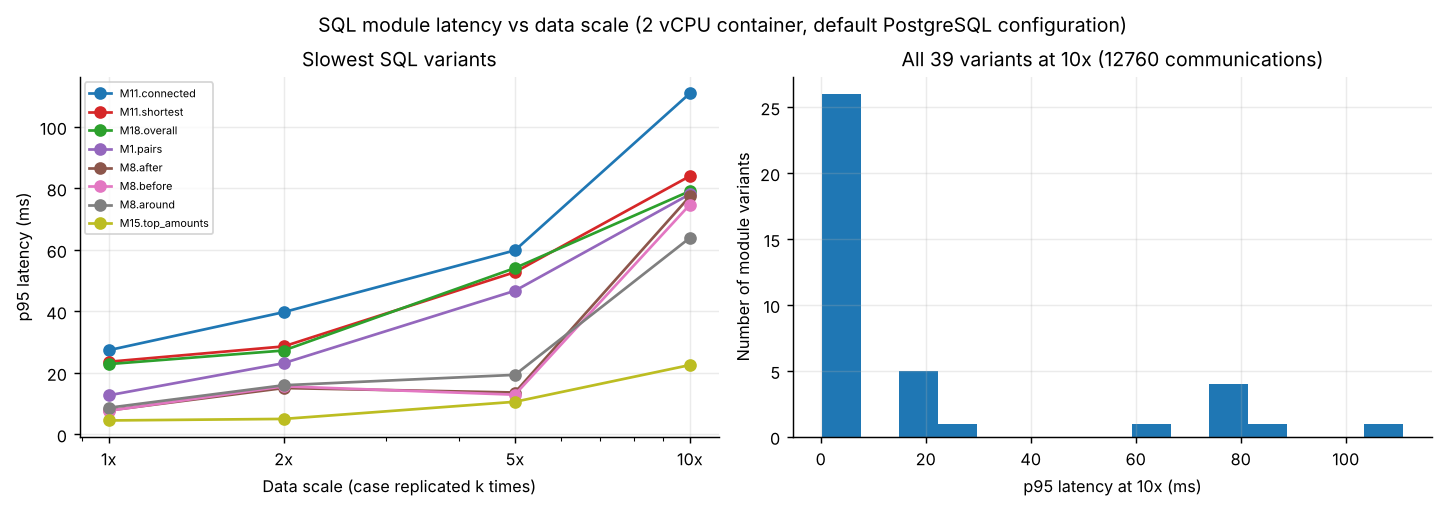 SQL module latency vs data scale (2 vCPU container, default PostgreSQL configuration)
Slowest SQL variants
M11.connected
M11.shortest
M18.overall
M1.pairs
M8.after
M8.before
M8.around
M15.top_amounts
p95 latency (ms)
100
80
60
40
20
0
1x
2x
5x
10x
Data scale (case replicated k times)
All 39 variants at 10x (12760 communications)
Number of module variants
25
20
15
10
5
0
0
20
40
60
80
100
p95 latency at 10x (ms)